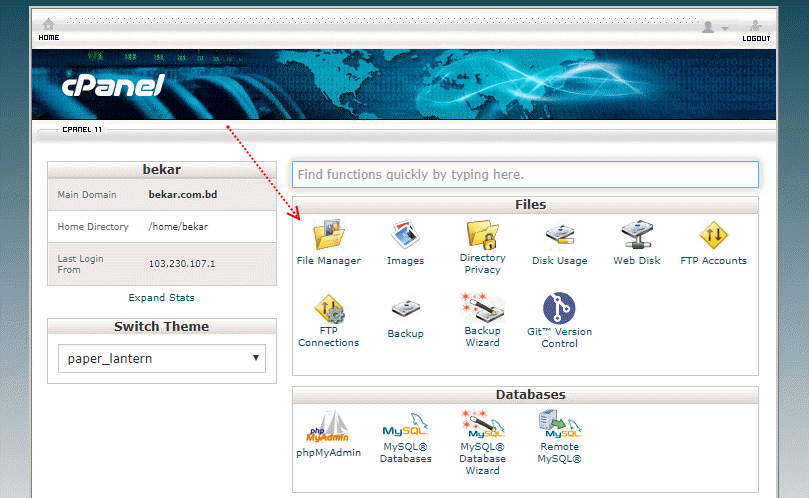 HOME
LOGOUT
cPanel
CPANEL 11
bekar
Main Domain bekar.com.bd
Home Directory /home/bekar
Last Login
From
103.230.107.1
Expand Stats
Switch Theme
paper_lantern
Find functions quickly by typing here.
Files
File Manager
Images
Directory
Privacy
Disk Usage
Web Disk
FTP Accounts
FTP
Connections
Backup
Backup
Wizard
Git™ Version
Control
Databases
php
MyAdmin
phpMyAdmin
MySQL
MySQL®
Databases
MySQL
MySQL®
Database
Wizard
MySQL
Remote
MySQL®